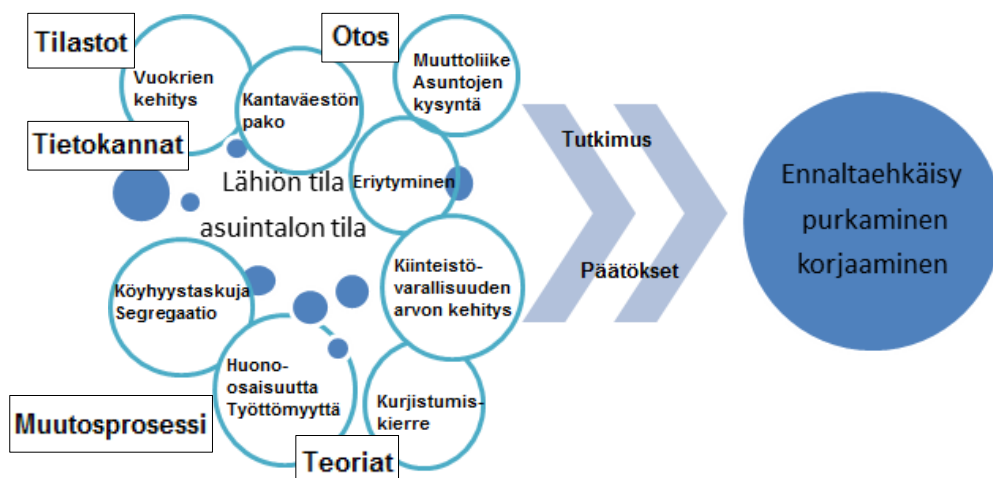 Tilastot
Otos
Vuokrien
kehitys
Kantaväestön
pako
Muuttoliike
Asuntojen
kysyntä
Tietokannat
Lähiön tila
asuintalon tila
Eriytyminen
Köyhyystaskuja
Segregaatio
Kiinteistö-
varallisuuden
arvon kehitys
Huono-
osaisuutta
Työttömyyttä
Kurjistumis-
kierre
Muutosprosessi
Teoriat
Tutkimus
Päätökset
Ennaltaehkäisy
purkaminen
korjaaminen